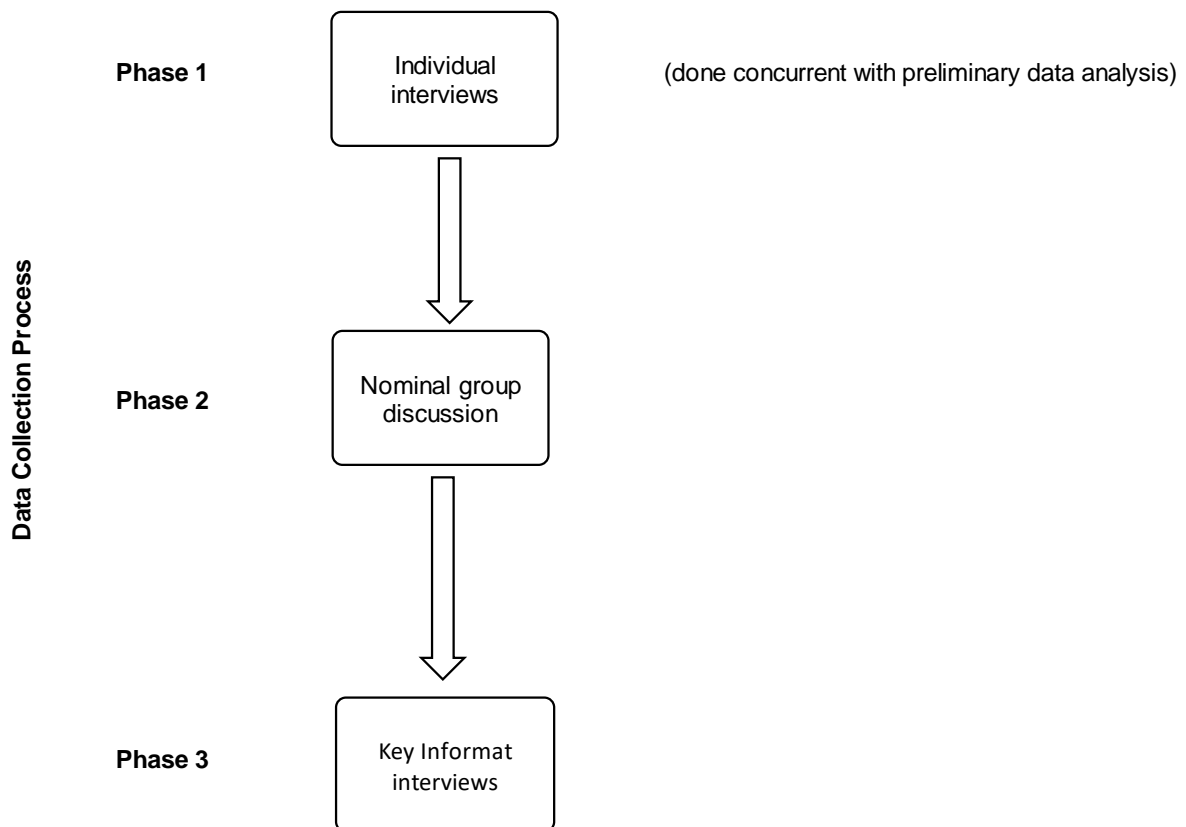 Phase 1
Individual
interviews
(done concurrent with preliminary data analysis)
Data Collection Process
Phase 2
Nominal group
discussion
Phase 3
Key Informat
interviews